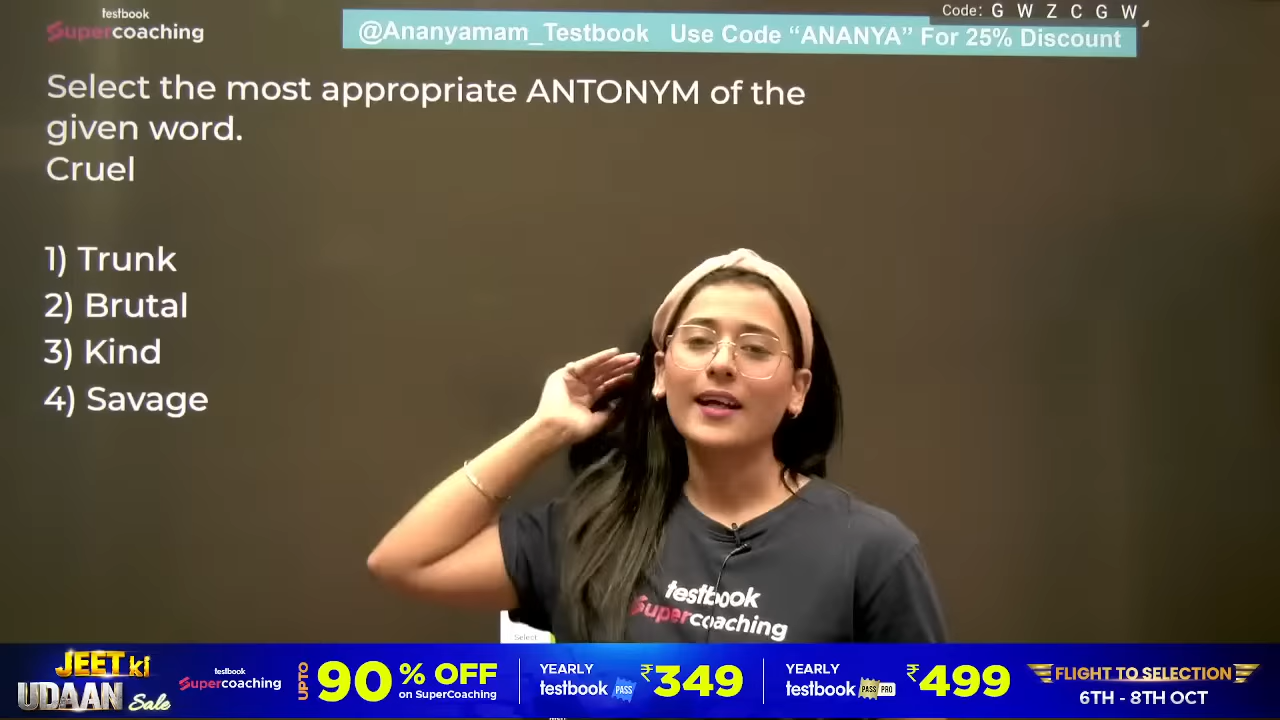 testbook
Supercoaching
@Ananyamam_Testbook Use Code “ANANYA” For 25% Discount
Code: G W Z C G W
Select the most appropriate ANTONYM of the
given word.
Cruel
1) Trunk
2) Brutal
3) Kind
4) Savage
testbook
Supercoaching
Select
JEET ki
UDAAN Sale
testbook
Supercoaching
UPTO 90% OFF
on SuperCoaching
YEARLY
testbook PASS ₹349
YEARLY
testbook PASS PRO ₹499
FLIGHT TO SELECTION
6TH - 8TH OCT